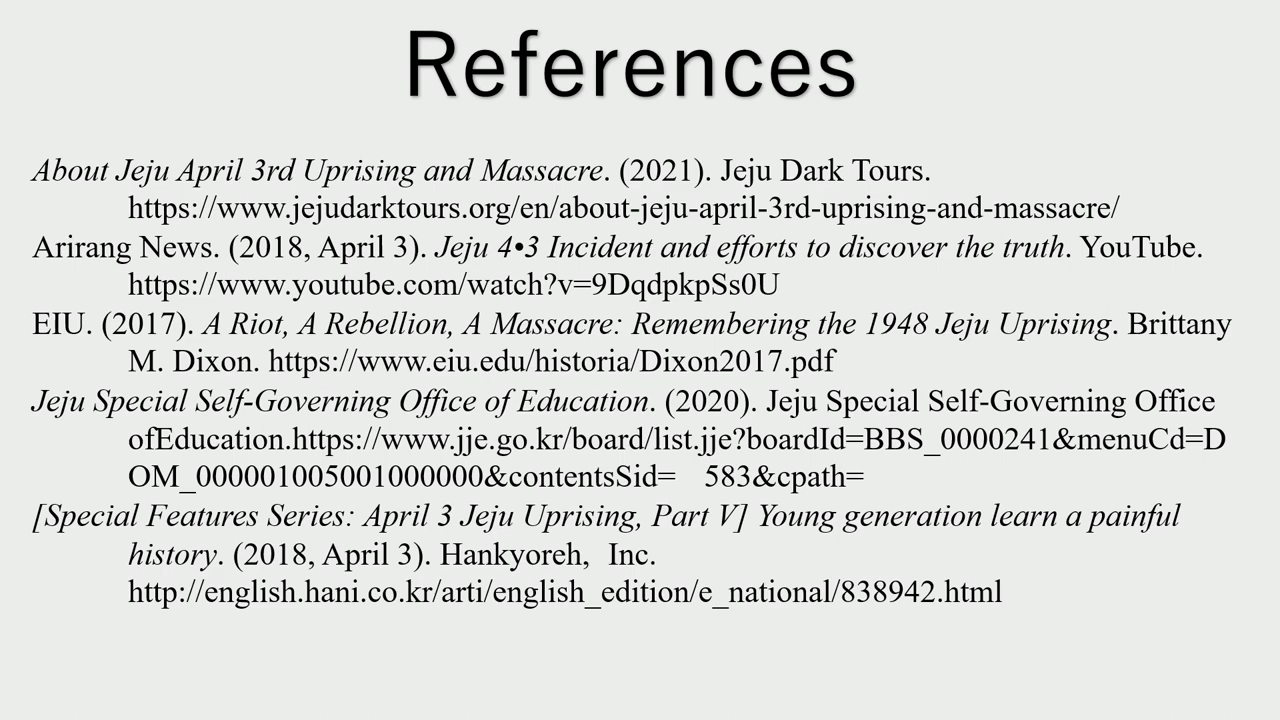 References
About Jeju April 3rd Uprising and Massacre. (2021). Jeju Dark Tours.
https://www.jejudarktours.org/en/about-jeju-april-3rd-uprising-and-massacre/
Arirang News. (2018, April 3). Jeju 4•3 Incident and efforts to discover the truth. YouTube.
https://www.youtube.com/watch?v=9DqdpkpSs0U
EIU. (2017). A Riot, A Rebellion, A Massacre: Remembering the 1948 Jeju Uprising. Brittany
M. Dixon. https://www.eiu.edu/historia/Dixon2017.pdf
Jeju Special Self-Governing Office of Education. (2020). Jeju Special Self-Governing Office
ofEducation.https://www.jje.go.kr/board/list.jje?boardId=BBS_0000241&menuCd=D
OM_000001005001000000&contentsSid= 583&cpath=
[Special Features Series: April 3 Jeju Uprising, Part V] Young generation learn a painful
history. (2018, April 3). Hankyoreh, Inc.
http://english.hani.co.kr/arti/english_edition/e_national/838942.html